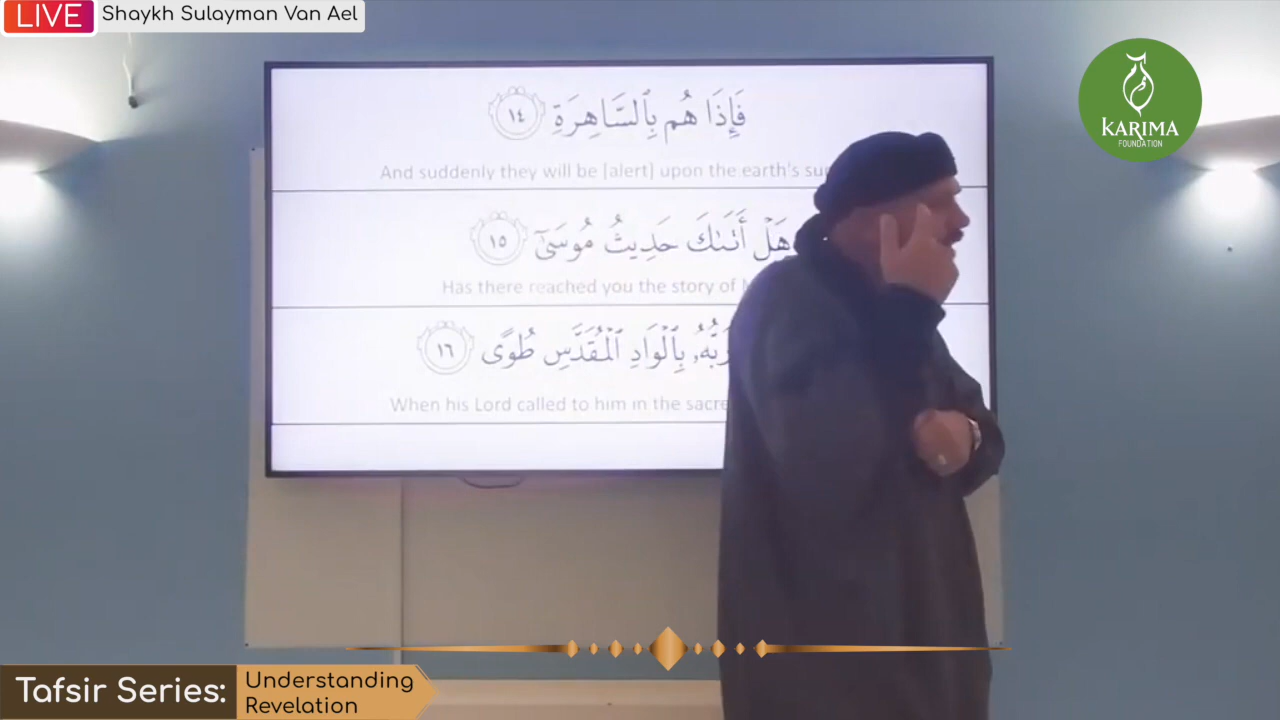 LIVE
Shaykh Sulayman Van Ael
KARIMA
FOUNDATION
فَإِذَا هُم بِٱلسَّاهِرَةِ ١٤
And suddenly they will be [alert] upon the earth's
هَلْ أَتَىٰكَ حَدِيثُ مُوسَىٰٓ ١٥
Has there reached you the story of
رَبُّهُۥ بِٱلْوَادِ ٱلْمُقَدَّسِ طُوًى ١٦
When his Lord called to him in the
Tafsir Series:
Understanding
Revelation